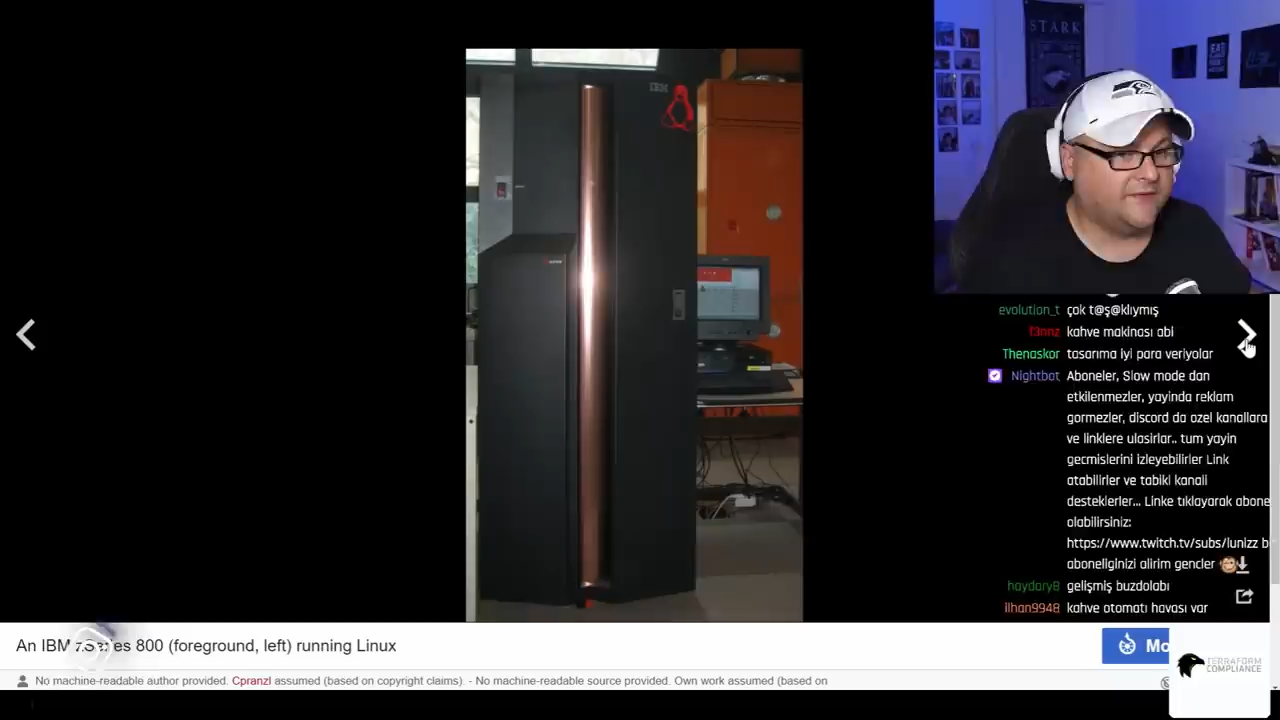 STARK
EAT
IBM
evolution_t çok t@ş@klıymış
f3nnz kahve makinası abi
Thenaskor tasarıma iyi para veriyolar
Nightbot Aboneler, Slow mode dan
etkilenmezler, yayinda reklam
gormezler, discord da ozel kanallara
ve linklere ulasirlar.. tum yayin
gecmislerini izleyebilirler Link
atabilirler ve tabiki kanali
desteklerler... Linke tıklayarak abone
olabilirsiniz:
https://www.twitch.tv/subs/lunizz
aboneliginizi alirim gencler
haydary8 gelişmiş buzdolabı
ilhan9948 kahve otomatı havası var
An IBM zSeries 800 (foreground, left) running Linux
No machine-readable author provided. Cpranzl assumed (based on copyright claims). - No machine-readable source provided. Own work assumed (based on
TERRAFORM
COMPLIANCE